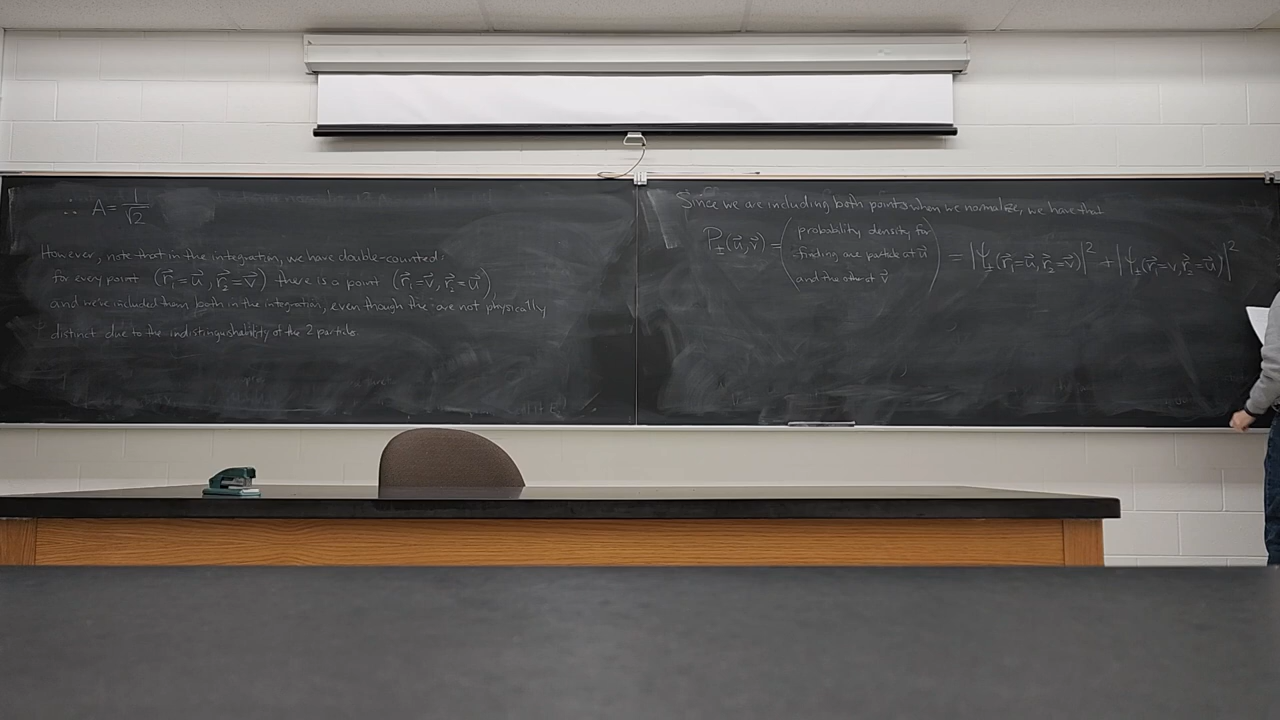 ∴ A = 1/√2
However, note that in the integration, we have double-counted:
for every point (r⃗₁=u⃗, r⃗₂=v⃗) there is a point (r⃗₁=v⃗, r⃗₂=u⃗)
and we've included them both in the integration, even though the are not physically
distinct due to the indistinguishability of the 2 particle
Since we are including both points when we normalize, we have that
P±(u⃗,v⃗) = (probability density for finding one particle at u⃗ and the other at v⃗) = |ψ±(r⃗₁=u⃗, r⃗₂=v⃗)|² + |ψ±(r⃗₁=v, r⃗₂=u⃗)|²